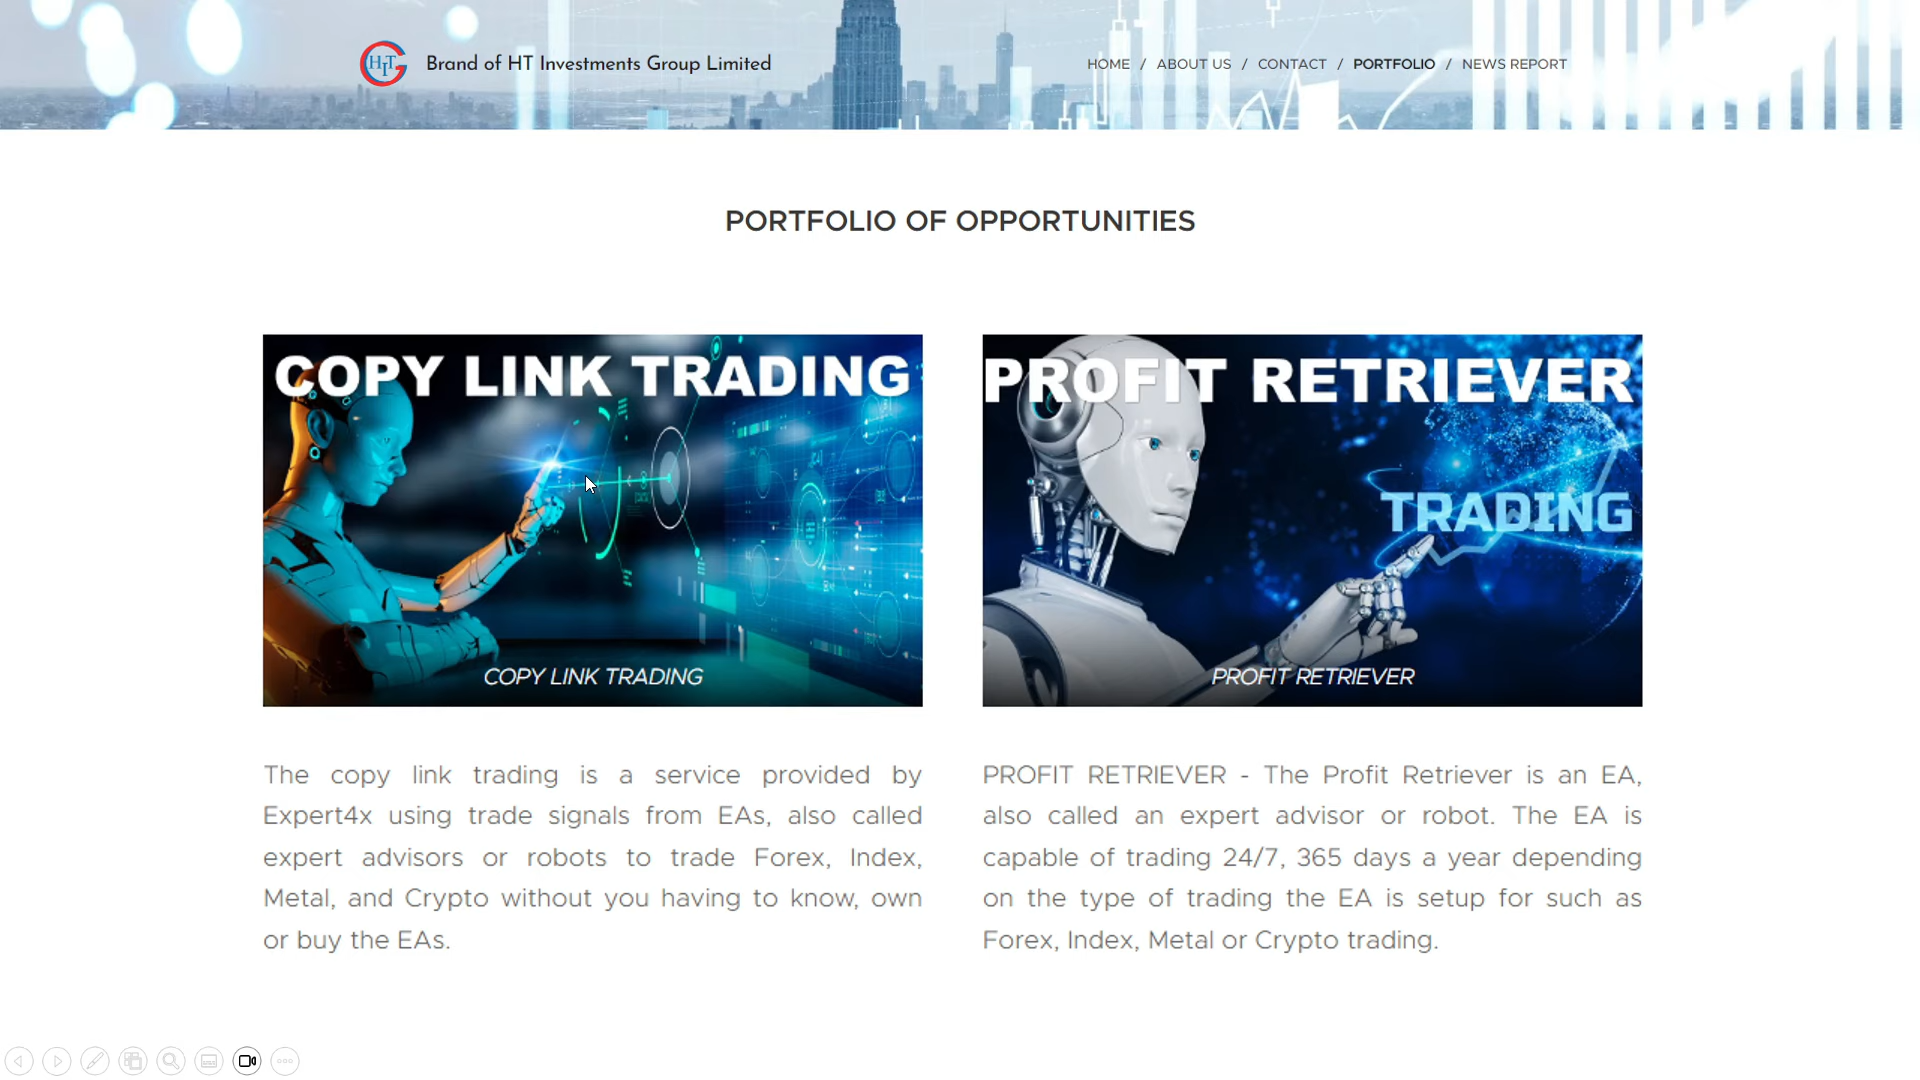 HIT
Brand of HT Investments Group Limited
HOME / ABOUT US / CONTACT / PORTFOLIO / NEWS REPORT
PORTFOLIO OF OPPORTUNITIES
COPY LINK TRADING
COPY LINK TRADING
The copy link trading is a service provided by
Expert4x using trade signals from EAs, also called
expert advisors or robots to trade Forex, Index,
Metal, and Crypto without you having to know, own
or buy the EAs.
PROFIT RETRIEVER
TRADING
PROFIT RETRIEVER
PROFIT RETRIEVER - The Profit Retriever is an EA,
also called an expert advisor or robot. The EA is
capable of trading 24/7, 365 days a year depending
on the type of trading the EA is setup for such as
Forex, Index, Metal or Crypto trading.